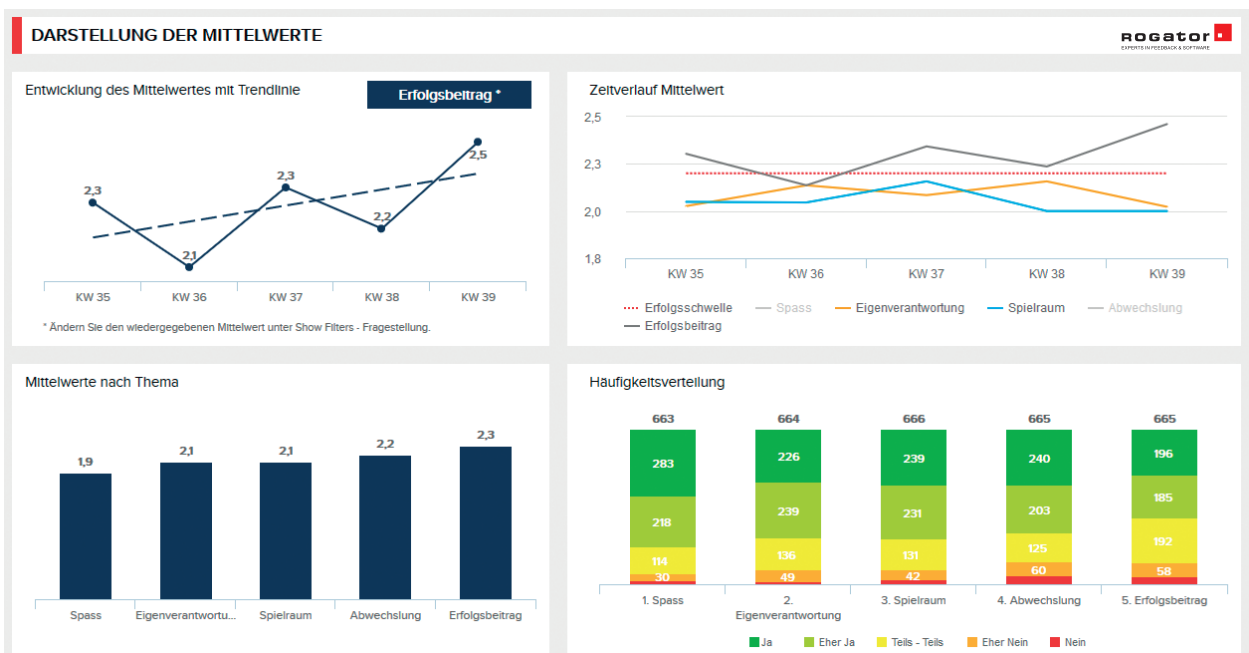 DARSTELLUNG DER MITTELWERTE
ROGator
EXPERTS IN FEEDBACK & SOFTWARE
Entwicklung des Mittelwertes mit Trendlinie
Erfolgsbeitrag *
2,3
2,1
2,3
2,2
2,5
KW 35 KW 36 KW 37 KW 38 KW 39
* Ändern Sie den wiedergegebenen Mittelwert unter Show Filters - Fragestellung.
Zeitverlauf Mittelwert
2,5
2,3
2,0
1,8
KW 35 KW 36 KW 37 KW 38 KW 39
Erfolgsschwelle Spass Eigenverantwortung Spielraum Abwechslung
Erfolgsbeitrag
Mittelwerte nach Thema
1,9 2,1 2,1 2,2 2,3
Spass Eigenverantwortu... Spielraum Abwechslung Erfolgsbeitrag
Häufigkeitsverteilung
663 664 666 665 665
283 226 239 240 196
218 239 231 203 185
114 136 131 125 192
30 49 42 60 58
1. Spass 2. Eigenverantwortung 3. Spielraum 4. Abwechslung 5. Erfolgsbeitrag
Ja Eher Ja Teils - Teils Eher Nein Nein